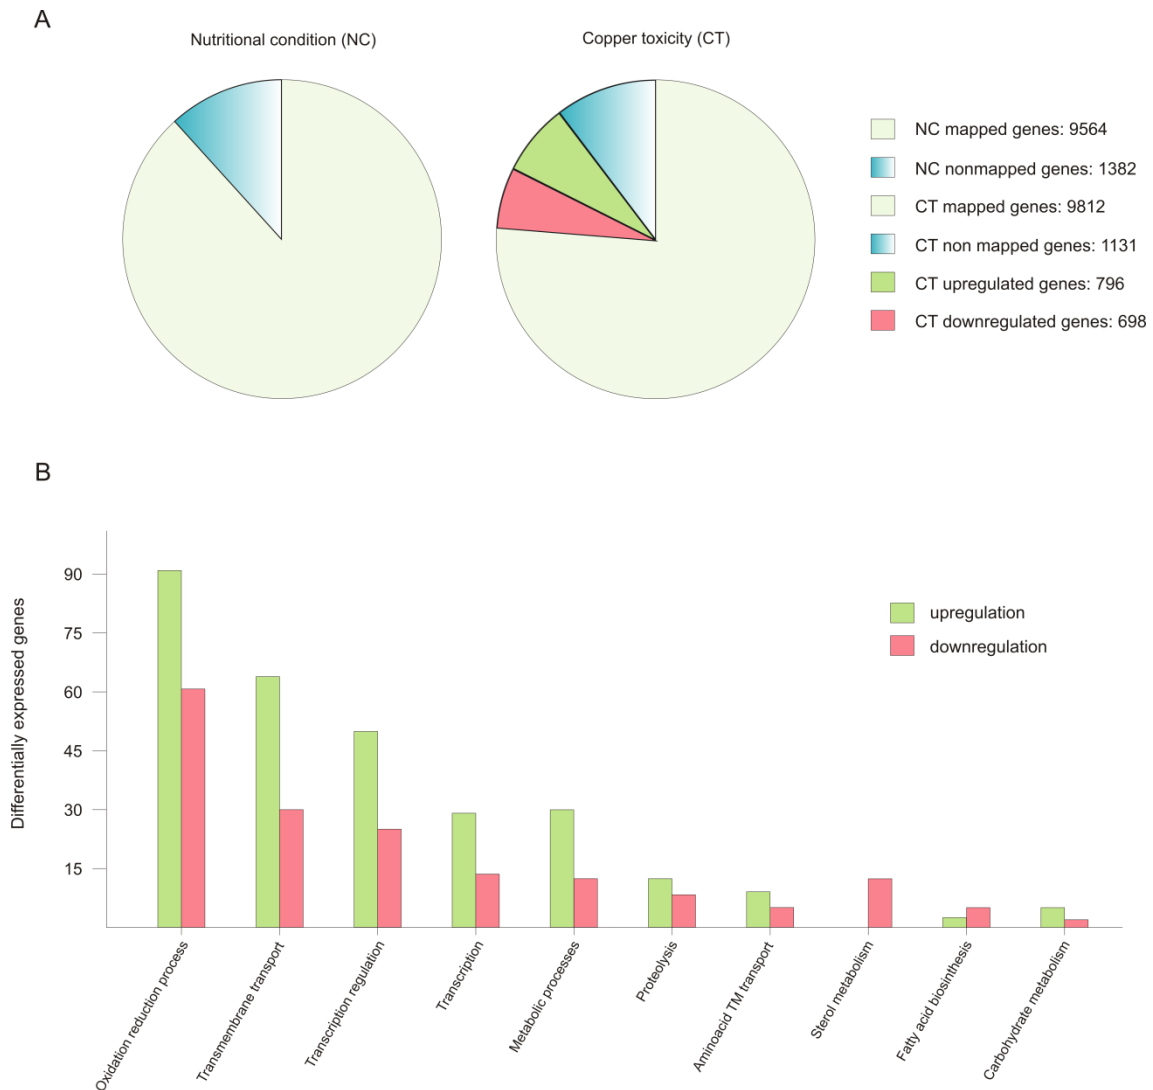 A
Nutritional condition (NC)
Copper toxicity (CT)
NC mapped genes: 9564
NC nonmapped genes: 1382
CT mapped genes: 9812
CT non mapped genes: 1131
CT upregulated genes: 796
CT downregulated genes: 698
B
Differentially expressed genes
90
75
60
45
30
15
upregulation
downregulation
Oxidation reduction process
Transmembrane transport
Transcription regulation
Transcription
Metabolic processes
Proteolysis
Aminoacid TM transport
Sterol metabolism
Fatty acid biosinthesis
Carbohydrate metabolism